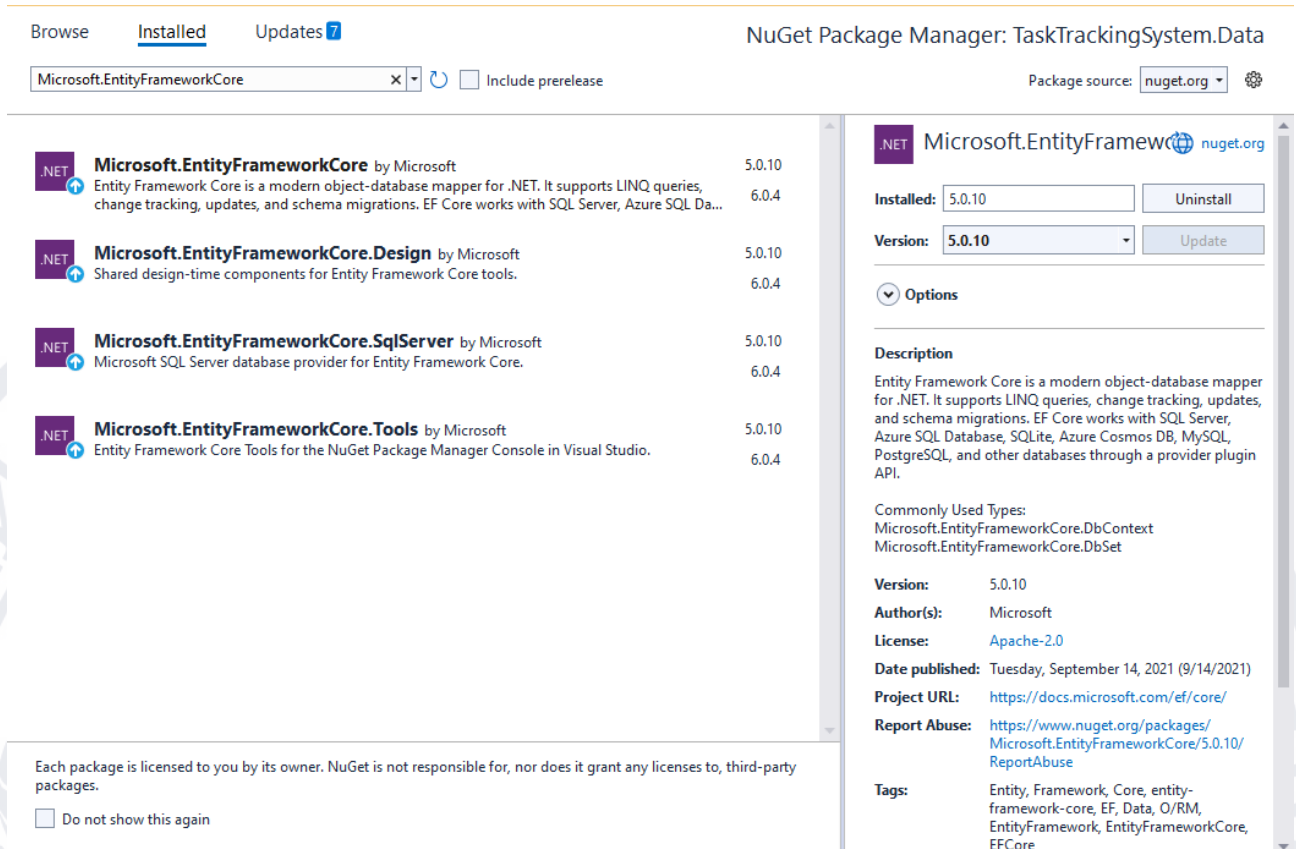 Browse Installed Updates 7
NuGet Package Manager: TaskTrackingSystem.Data
Microsoft.EntityFrameworkCore
Include prerelease
Package source: nuget.org
.NET
Microsoft.EntityFrameworkCore by Microsoft 5.0.10
Entity Framework Core is a modern object-database mapper for .NET. It supports LINQ queries,
change tracking, updates, and schema migrations. EF Core works with SQL Server, Azure SQL Da...
6.0.4
.NET
Microsoft.EntityFrameworkCore.Design by Microsoft 5.0.10
Shared design-time components for Entity Framework Core tools.
6.0.4
.NET
Microsoft.EntityFrameworkCore.SqlServer by Microsoft 5.0.10
Microsoft SQL Server database provider for Entity Framework Core.
6.0.4
.NET
Microsoft.EntityFrameworkCore.Tools by Microsoft 5.0.10
Entity Framework Core Tools for the NuGet Package Manager Console in Visual Studio.
6.0.4
Each package is licensed to you by its owner. NuGet is not responsible for, nor does it grant any licenses to, third-party
packages.
Do not show this again
.NET
Microsoft.EntityFramew nuget.org
Installed: 5.0.10 Uninstall
Version: 5.0.10 Update
Options
Description
Entity Framework Core is a modern object-database mapper
for .NET. It supports LINQ queries, change tracking, updates,
and schema migrations. EF Core works with SQL Server,
Azure SQL Database, SQLite, Azure Cosmos DB, MySQL,
PostgreSQL, and other databases through a provider plugin
API.
Commonly Used Types:
Microsoft.EntityFrameworkCore.DbContext
Microsoft.EntityFrameworkCore.DbSet
Version: 5.0.10
Author(s): Microsoft
License: Apache-2.0
Date published: Tuesday, September 14, 2021 (9/14/2021)
Project URL: https://docs.microsoft.com/ef/core/
Report Abuse: https://www.nuget.org/packages/
Microsoft.EntityFrameworkCore/5.0.10/
ReportAbuse
Tags: Entity, Framework, Core, entity-
framework-core, EF, Data, O/RM,
EntityFramework, EntityFrameworkCore,
EFCore